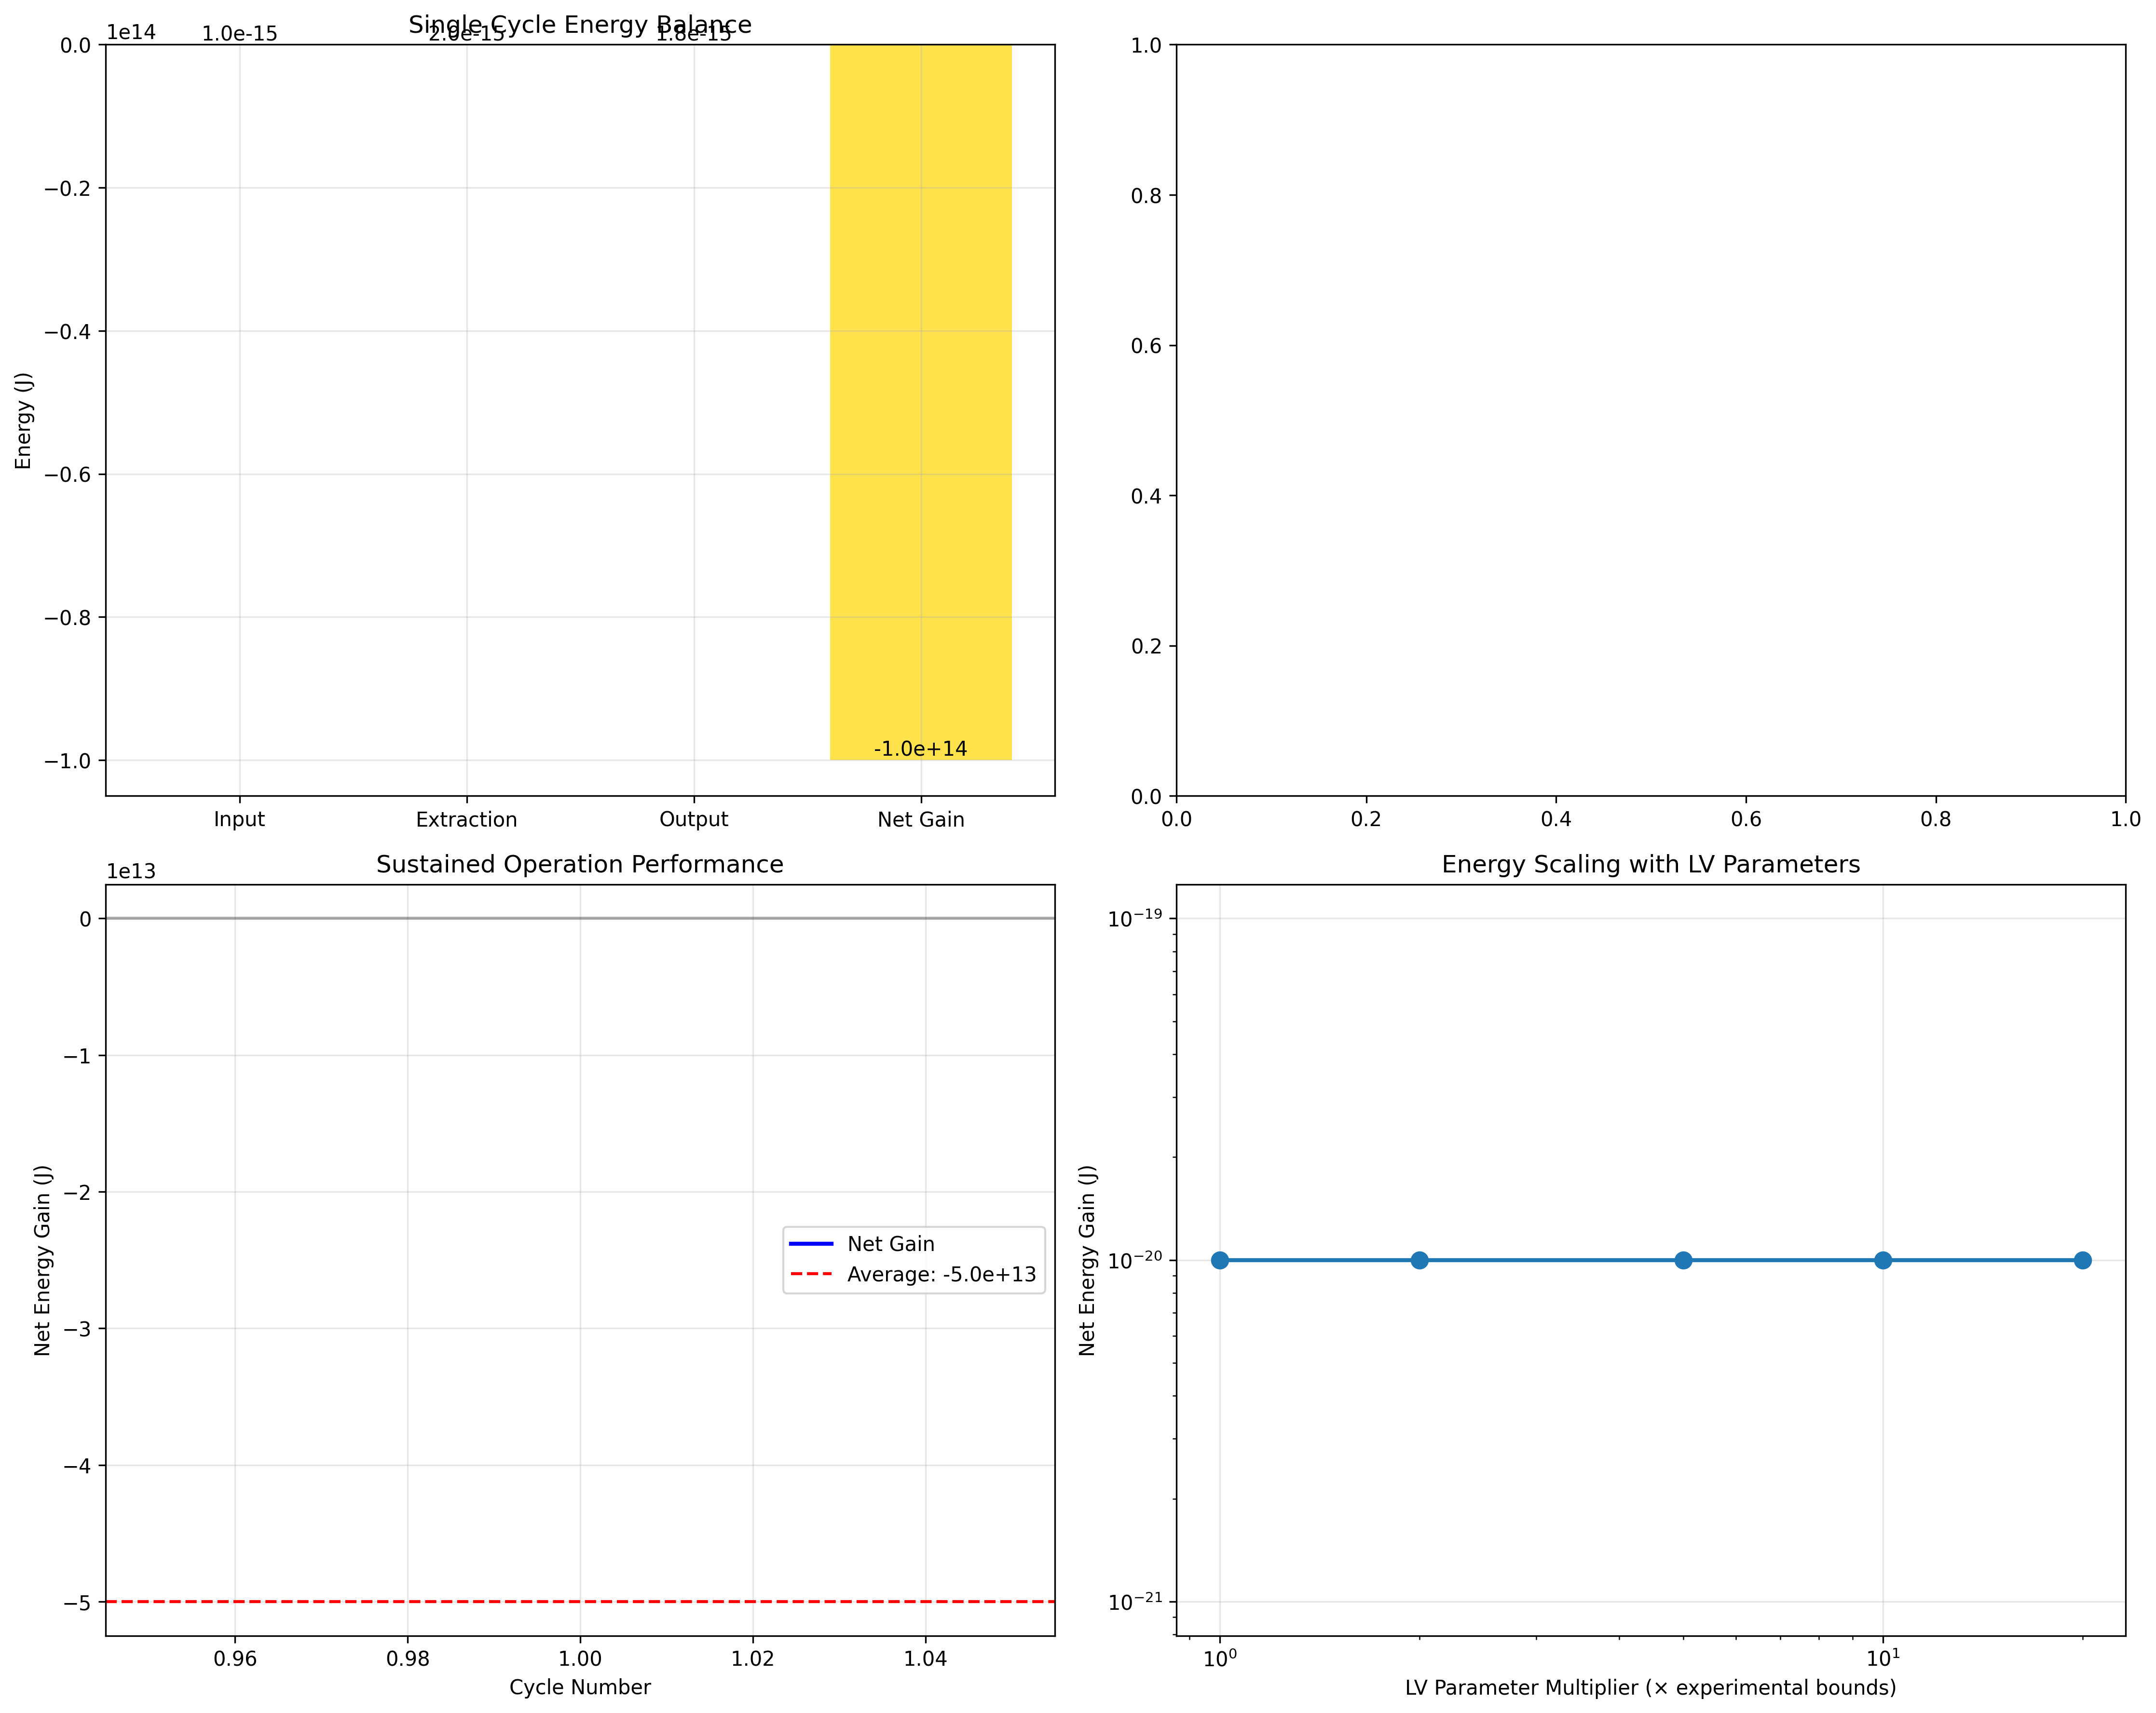 Single Cycle Energy Balance
1e14
1.0e-15
2.0e-15
1.8e-15
0.0
−0.2
−0.4
−0.6
−0.8
−1.0
Energy (J)
-1.0e+14
Input
Extraction
Output
Net Gain
1.0
0.8
0.6
0.4
0.2
0.0
0.0
0.2
0.4
0.6
0.8
1.0
Sustained Operation Performance
1e13
0
−1
−2
−3
−4
−5
Net Energy Gain (J)
Net Gain
Average: -5.0e+13
0.96
0.98
1.00
1.02
1.04
Cycle Number
Energy Scaling with LV Parameters
10⁻¹⁹
10⁻²⁰
10⁻²¹
Net Energy Gain (J)
10⁰
10¹
LV Parameter Multiplier (× experimental bounds)